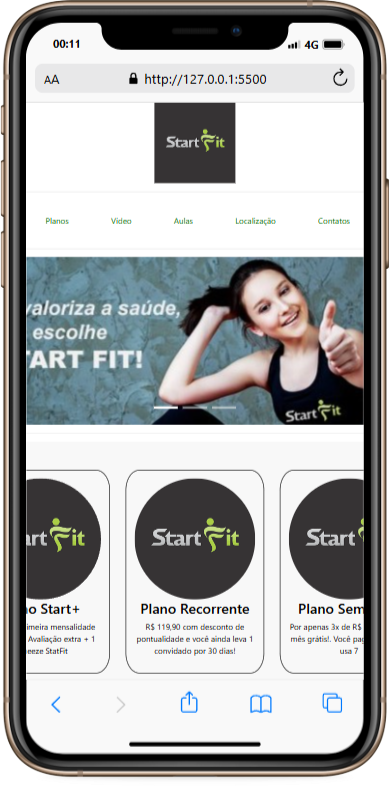 00:11
4G
AA
http://127.0.0.1:5500
Start Fit
Planos
Vídeo
Aulas
Localização
Contatos
valoriza a saúde,
escolhe
TART FIT!
Start Fit
art Fit
Start Fit
Start
no Start+
Plano Recorrente
Plano Sem
rimeira mensalidade
Avaliação extra + 1
eeze StatFit
R$ 119,90 com desconto de
pontualidade e você ainda leva 1
convidado por 30 dias!
Por apenas 3x de R$
mês grátis!. Você pag
usa 7